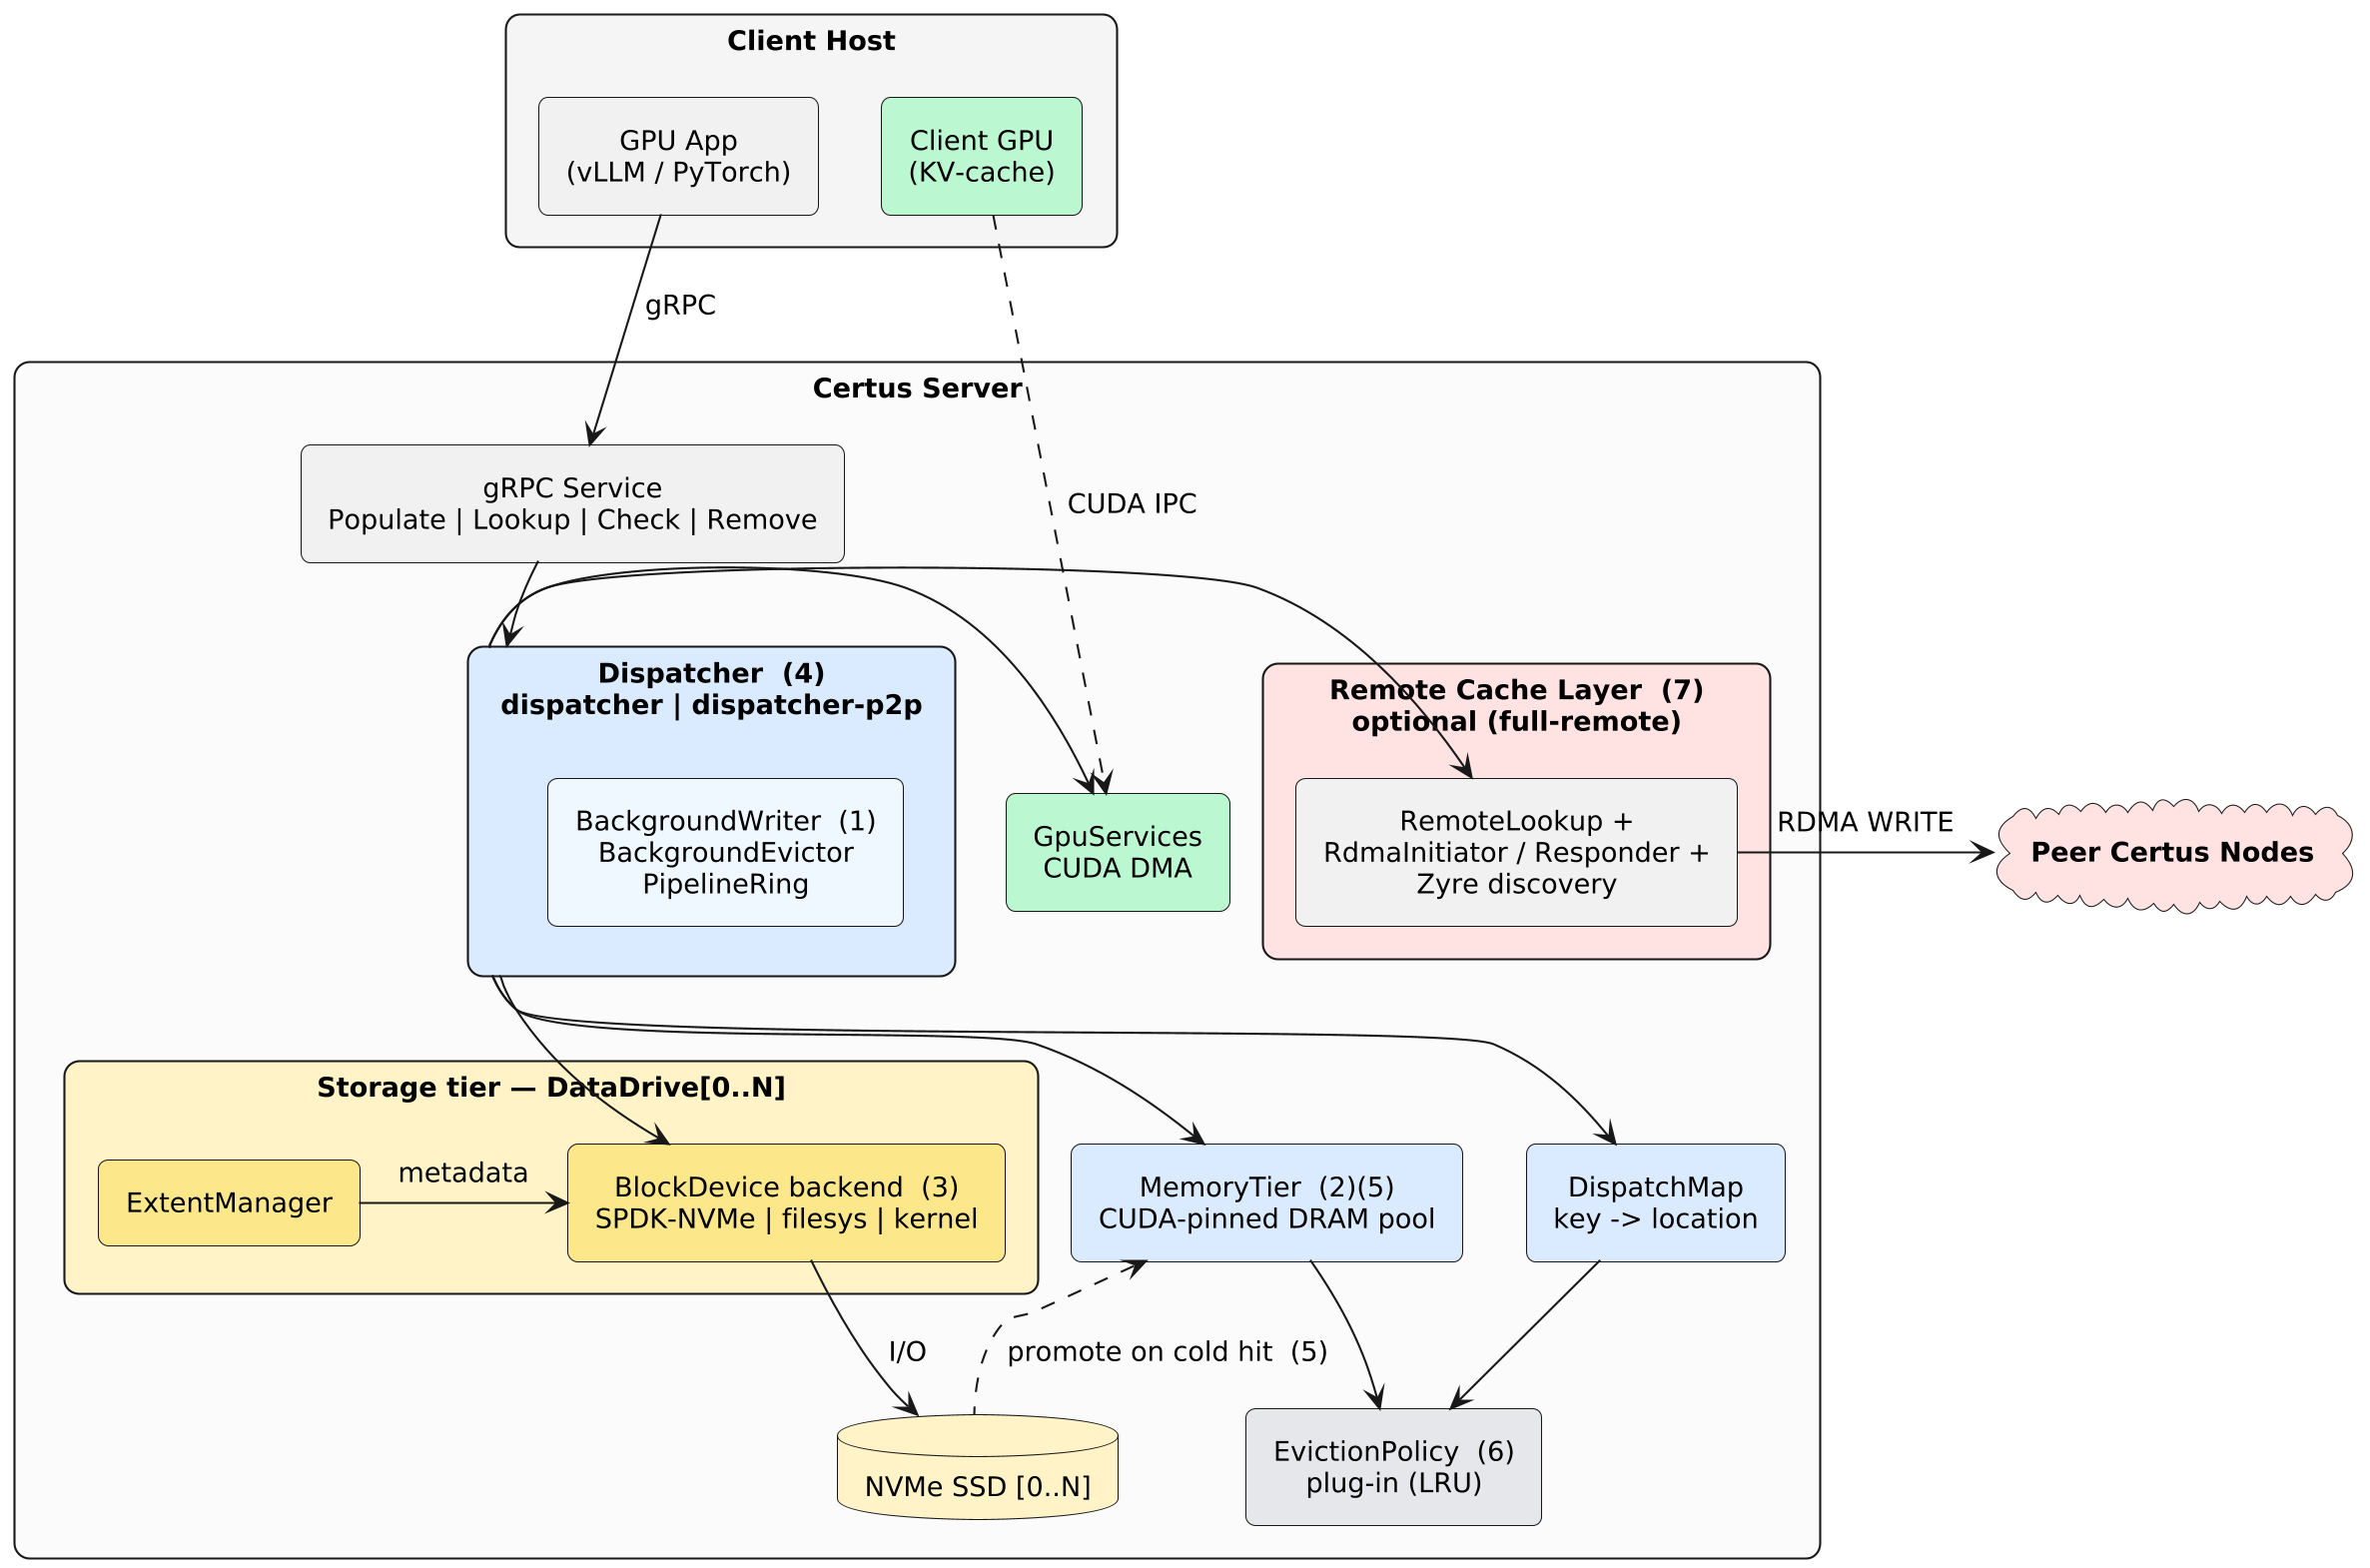 Client Host
GPU App
(vLLM / PyTorch)
Client GPU
(KV-cache)
gRPC
Certus Server
gRPC Service
Populate | Lookup | Check | Remove
CUDA IPC
Dispatcher  (4)
dispatcher | dispatcher-p2p
BackgroundWriter  (1)
BackgroundEvictor
PipelineRing
GpuServices
CUDA DMA
Remote Cache Layer  (7)
optional (full-remote)
RemoteLookup +
RdmaInitiator / Responder +
Zyre discovery
RDMA WRITE
Peer Certus Nodes
Storage tier — DataDrive[0..N]
ExtentManager
metadata
BlockDevice backend  (3)
SPDK-NVMe | filesys | kernel
MemoryTier  (2)(5)
CUDA-pinned DRAM pool
DispatchMap
key -> location
I/O
promote on cold hit  (5)
NVMe SSD [0..N]
EvictionPolicy  (6)
plug-in (LRU)